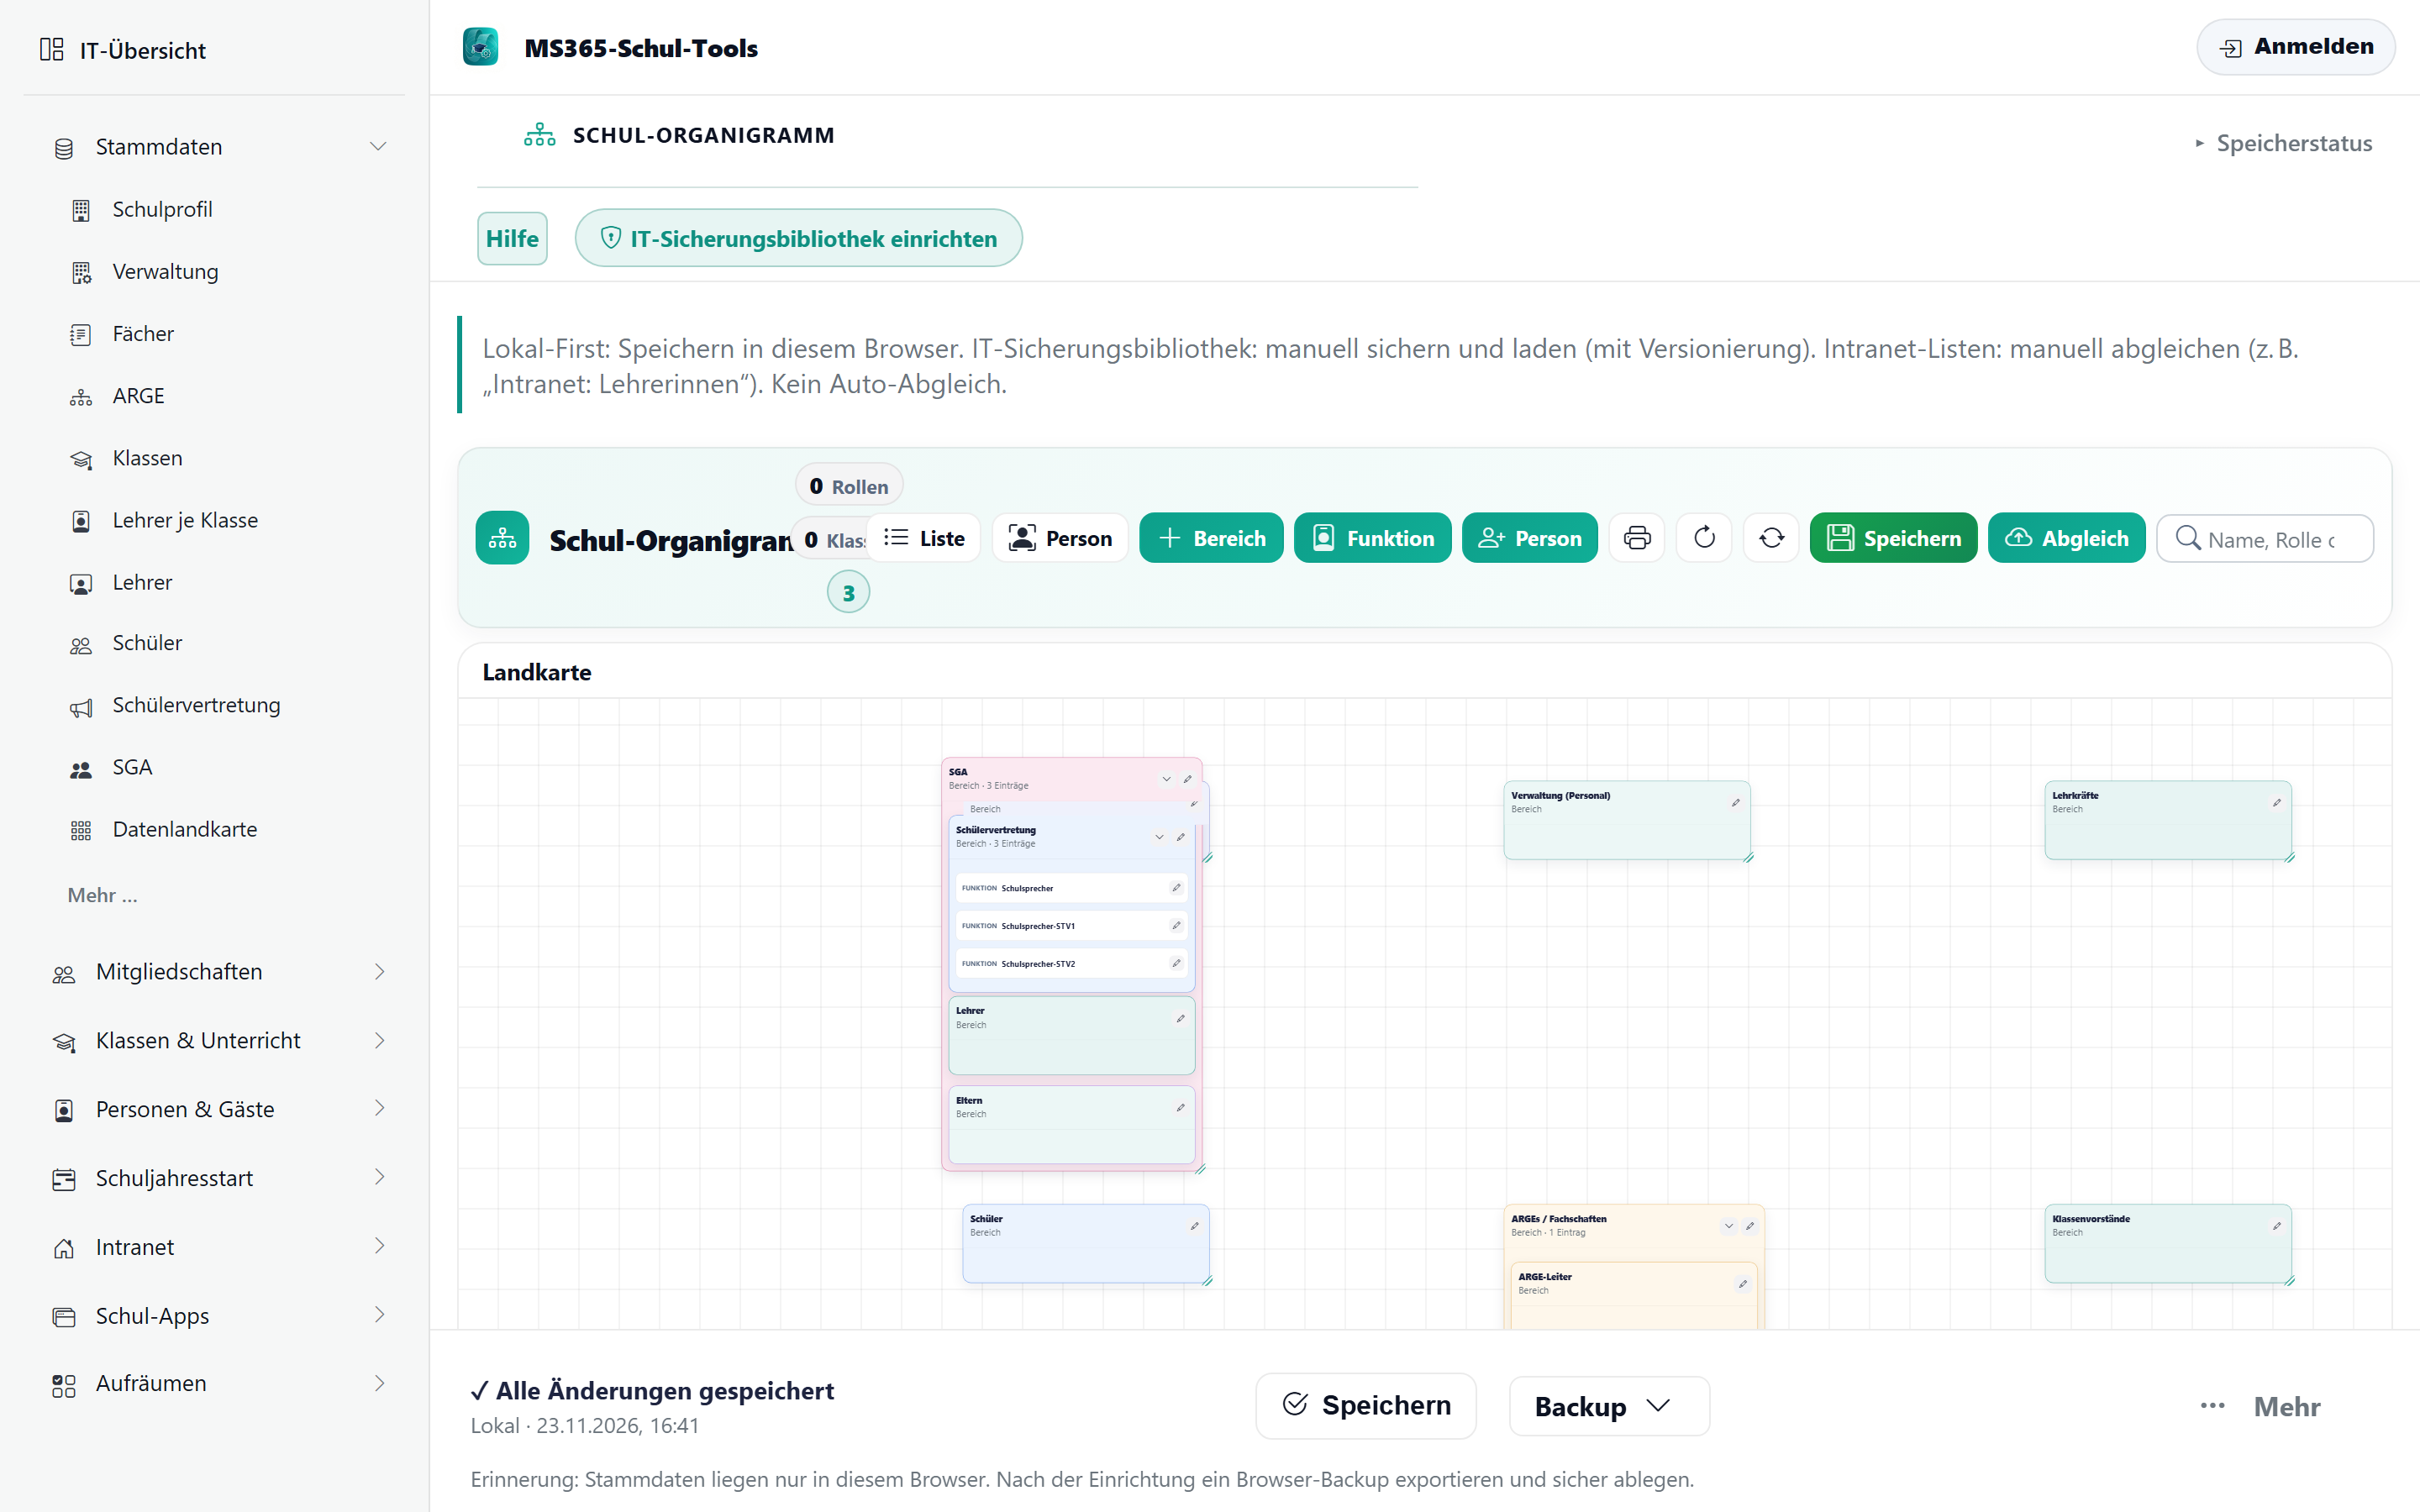 IT-Übersicht
Stammdaten
Schulprofil
Verwaltung
Fächer
ARGE
Klassen
Lehrer je Klasse
Lehrer
Schüler
Schülervertretung
SGA
Datenlandkarte
Mehr ...
Mitgliedschaften
Klassen & Unterricht
Personen & Gäste
Schuljahresstart
Intranet
Schul-Apps
Aufräumen
MS365-Schul-Tools
Anmelden
SCHUL-ORGANIGRAMM
Speicherstatus
Hilfe
IT-Sicherungsbibliothek einrichten
Lokal-First: Speichern in diesem Browser. IT-Sicherungsbibliothek: manuell sichern und laden (mit Versionierung). Intranet-Listen: manuell abgleichen (z. B.
„Intranet: Lehrerinnen“). Kein Auto-Abgleich.
Schul-Organigram
0 Rollen
0 Klas
3
Liste
Person
Bereich
Funktion
Person
Speichern
Abgleich
Name, Rolle
Landkarte
SGA
Bereich · 3 Einträge
Bereich
Schülervertretung
Bereich · 3 Einträge
FUNKTION Schulsprecher
FUNKTION Schulsprecher-STV1
FUNKTION Schulsprecher-STV2
Lehrer
Bereich
Eltern
Bereich
Verwaltung (Personal)
Bereich
Lehrkräfte
Bereich
Schüler
Bereich
ARGEs / Fachschaften
Bereich · 1 Eintrag
ARGE-Leiter
Bereich
Klassenvorstände
Bereich
✓ Alle Änderungen gespeichert
Lokal · 23.11.2026, 16:41
Speichern
Backup
... Mehr
Erinnerung: Stammdaten liegen nur in diesem Browser. Nach der Einrichtung ein Browser-Backup exportieren und sicher ablegen.